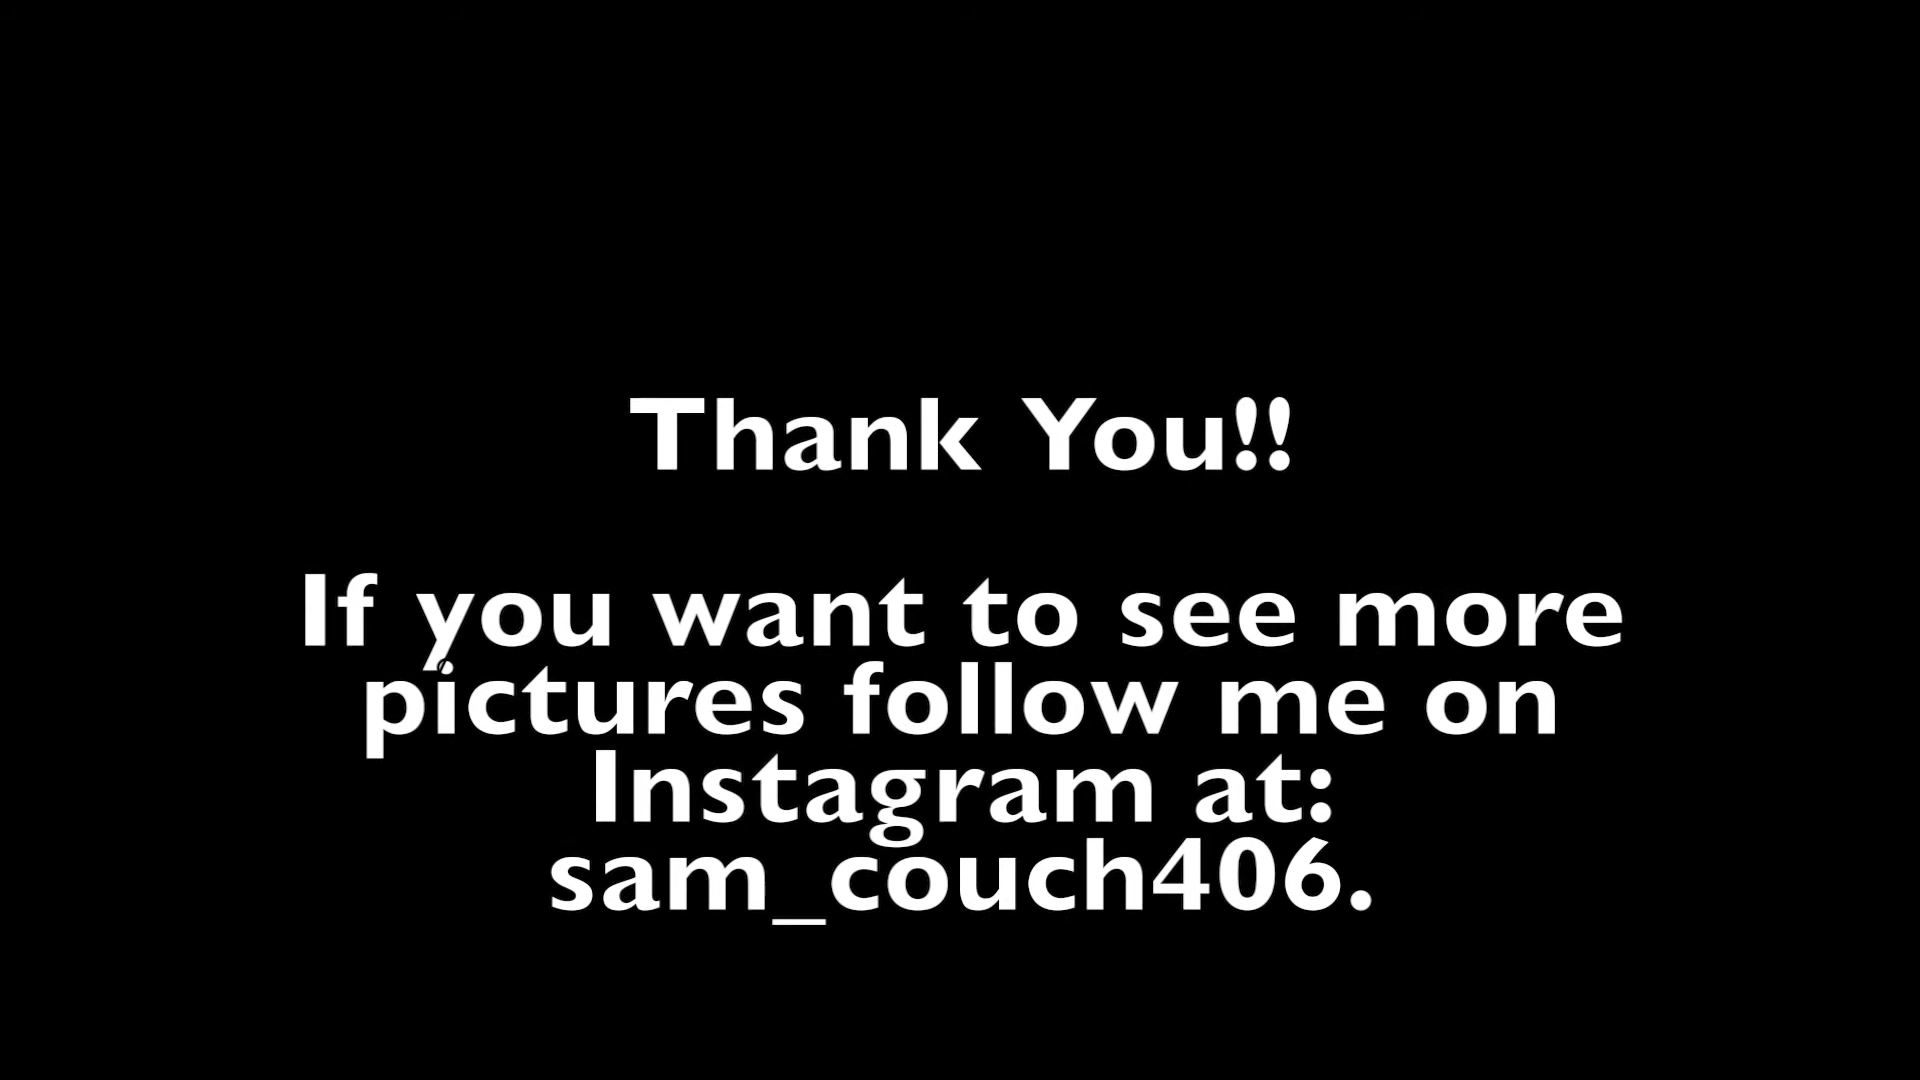 Thank You!!
If you want to see more
pictures follow me on
Instagram at:
sam_couch406.